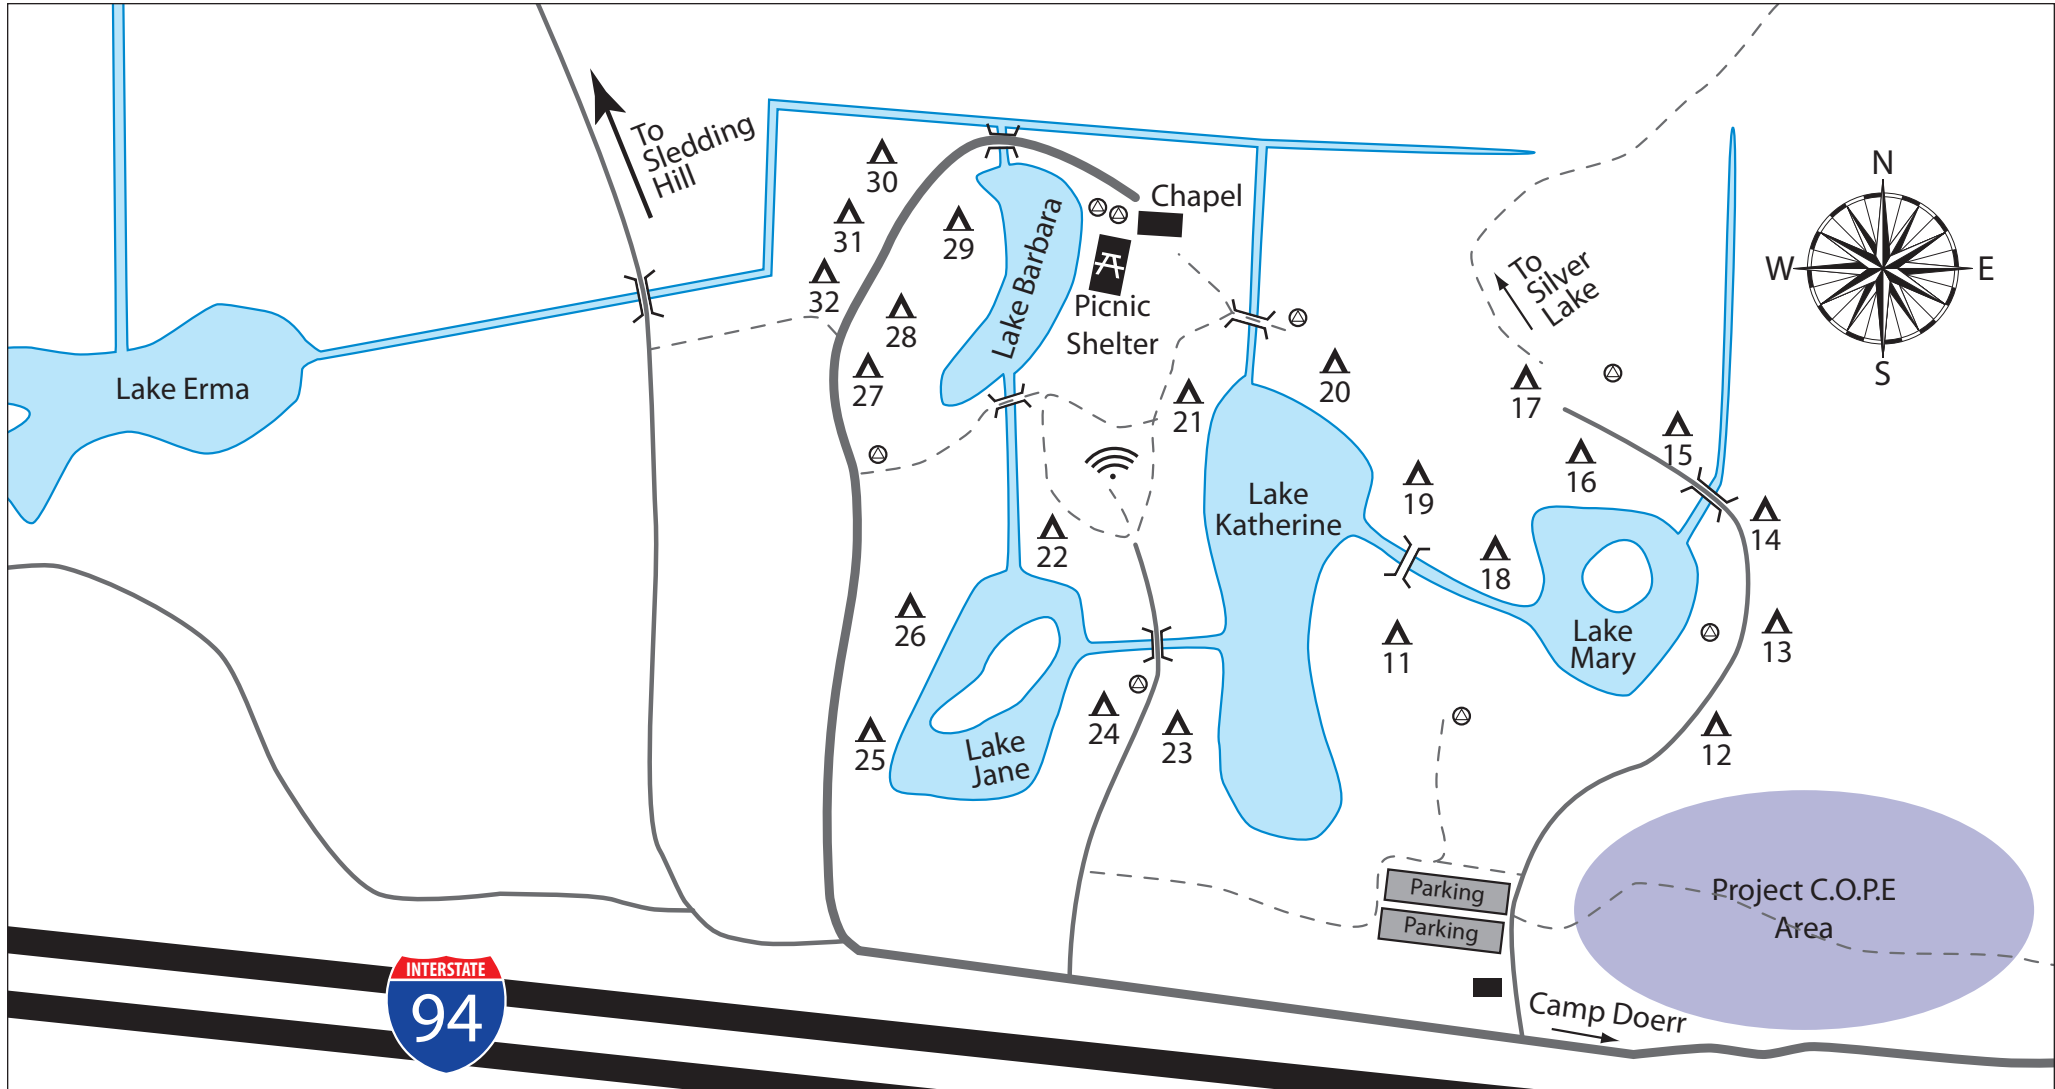 To
Sledding
Hill
30
31
32
29
28
27
Lake Barbara
Chapel
Picnic
Shelter
To
Silver
Lake
N
W
E
S
Lake Erma
21
20
17
15
16
14
19
Lake
Katherine
22
18
26
11
Lake
Mary
13
25
Lake
Jane
24
23
12
Parking
Parking
Project C.O.P.E
Area
INTERSTATE
94
Camp Doerr